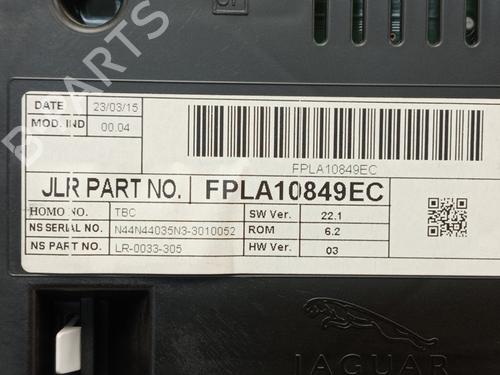 B-PARTS
DATE 23/03/15
MOD. IND 00.04
FPLA10849EC
JLR PART NO. FPLA10849EC
HOMO NO. TBC SW Ver. 22.1
NS SERIAL NO. N44N44035N3-3010052 ROM 6.2
NS PART NO. LR-0033-305 HW Ver. 03
JAGUAR